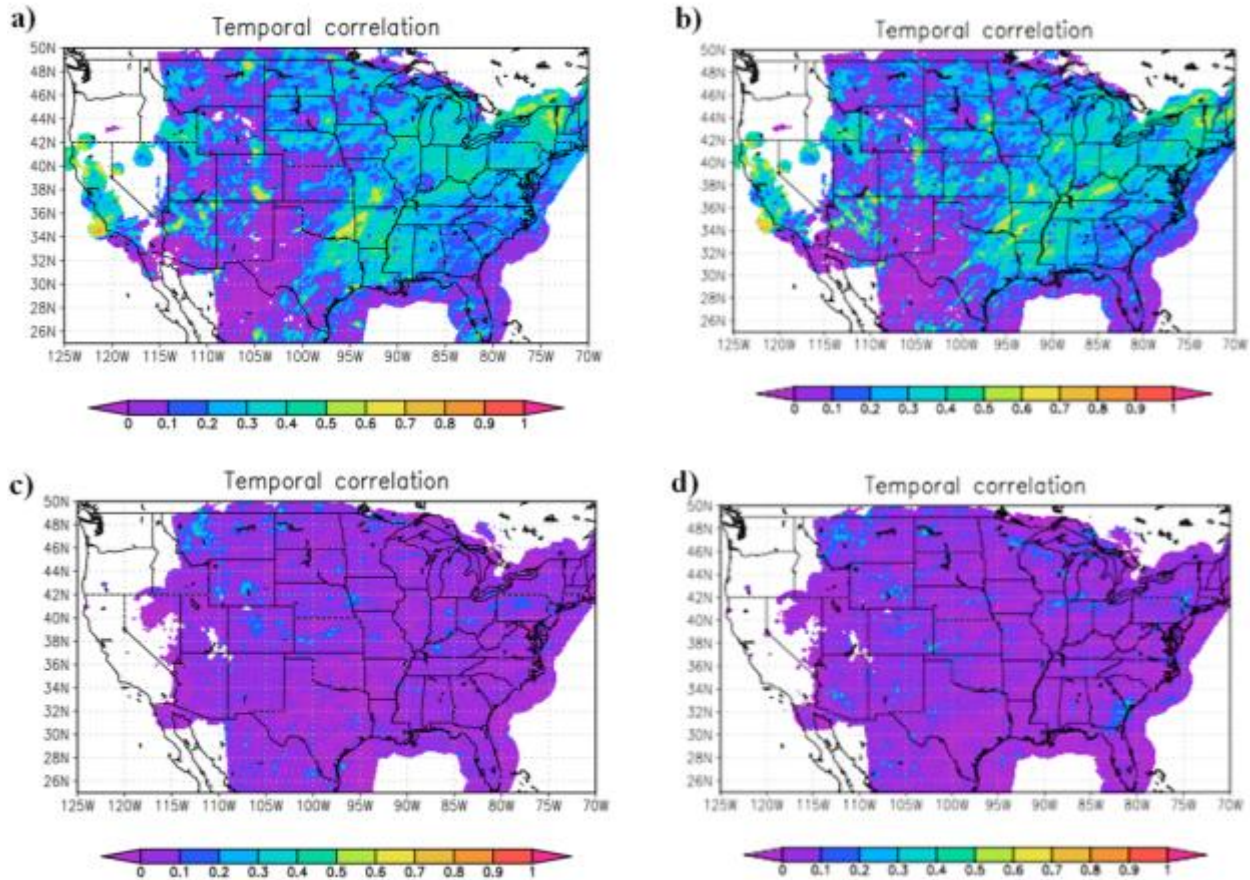 a)
Temporal correlation
50N
48N
46N
44N
42N
40N
38N
36N
34N
32N
30N
28N
26N
125W 120W 115W 110W 105W 100W 95W 90W 85W 80W 75W 70W
0 0.1 0.2 0.3 0.4 0.5 0.6 0.7 0.8 0.9 1
b)
Temporal correlation
50N
48N
46N
44N
42N
40N
38N
36N
34N
32N
30N
28N
26N
125W 120W 115W 110W 105W 100W 95W 90W 85W 80W 75W 70W
0 0.1 0.2 0.3 0.4 0.5 0.6 0.7 0.8 0.9 1
c)
Temporal correlation
50N
48N
46N
44N
42N
40N
38N
36N
34N
32N
30N
28N
26N
125W 120W 115W 110W 105W 100W 95W 90W 85W 80W 75W 70W
0 0.1 0.2 0.3 0.4 0.5 0.6 0.7 0.8 0.9 1
d)
Temporal correlation
50N
48N
46N
44N
42N
40N
38N
36N
34N
32N
30N
28N
26N
125W 120W 115W 110W 105W 100W 95W 90W 85W 80W 75W 70W
0 0.1 0.2 0.3 0.4 0.5 0.6 0.7 0.8 0.9 1